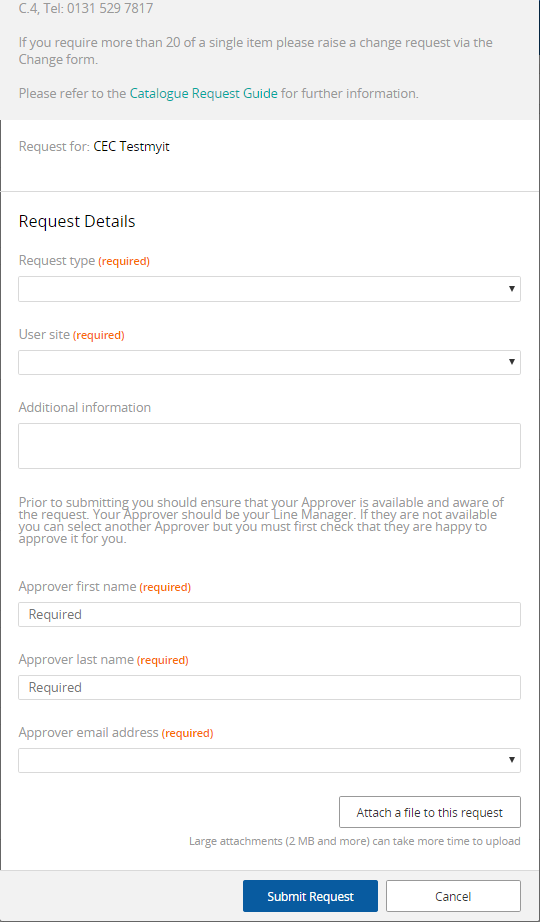 C.4, Tel: 0131 529 7817
If you require more than 20 of a single item please raise a change request via the
Change form.
Please refer to the Catalogue Request Guide for further information.
Request for: CEC Testmyit
Request Details
Request type (required)
User site (required)
Additional information
Prior to submitting you should ensure that your Approver is available and aware of
the request. Your Approver should be your Line Manager. If they are not available
you can select another Approver but you must first check that they are happy to
approve it for you.
Approver first name (required)
Required
Approver last name (required)
Required
Approver email address (required)
Attach a file to this request
Large attachments (2 MB and more) can take more time to upload
Submit Request
Cancel